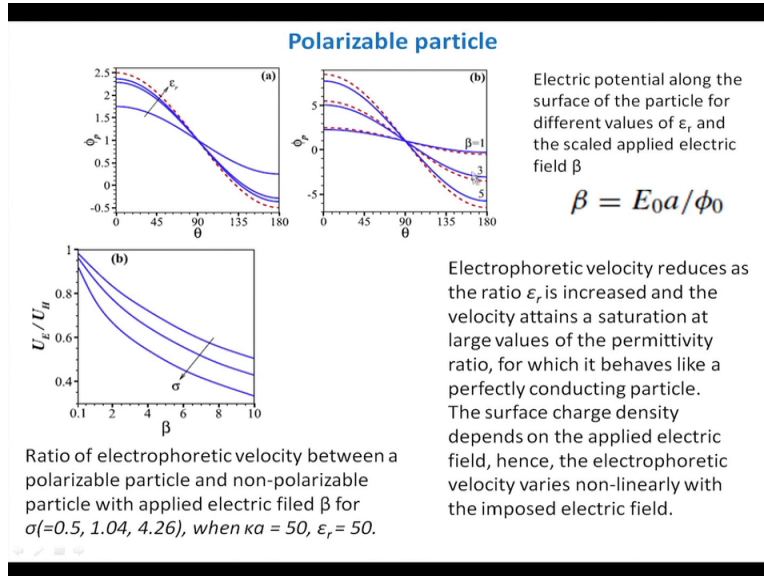 Polarizable particle
(a)
εr
ϕp
2.5
2
1.5
1
0.5
0
-0.5
0 45 90 135 180
θ
(b)
ϕp
5
0
-5
β=1
3
5
0 45 90 135 180
θ
Electric potential along the
surface of the particle for
different values of εr and
the scaled applied electric
field β
β = E0a/ϕ0
(b)
UE / UH
1
0.8
0.6
0.4
σ
0.1 2 4 6 8 10
β
Ratio of electrophoretic velocity between a
polarizable particle and non-polarizable
particle with applied electric filed β for
σ(=0.5, 1.04, 4.26), when κa = 50, εr= 50.
Electrophoretic velocity reduces as
the ratio εr is increased and the
velocity attains a saturation at
large values of the permittivity
ratio, for which it behaves like a
perfectly conducting particle.
The surface charge density
depends on the applied electric
field, hence, the electrophoretic
velocity varies non-linearly with
the imposed electric field.